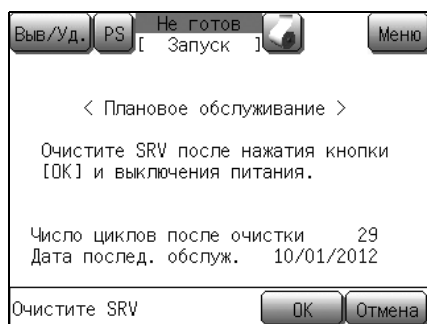 Выв/Уд. PS Не готов Меню
[ Запуск ]
< Плановое обслуживание >
Очистите SRV после нажатия кнопки
[OK] и выключения питания.
Число циклов после очистки 29
Дата послед. обслуж. 10/01/2012
Очистите SRV OK Отмена